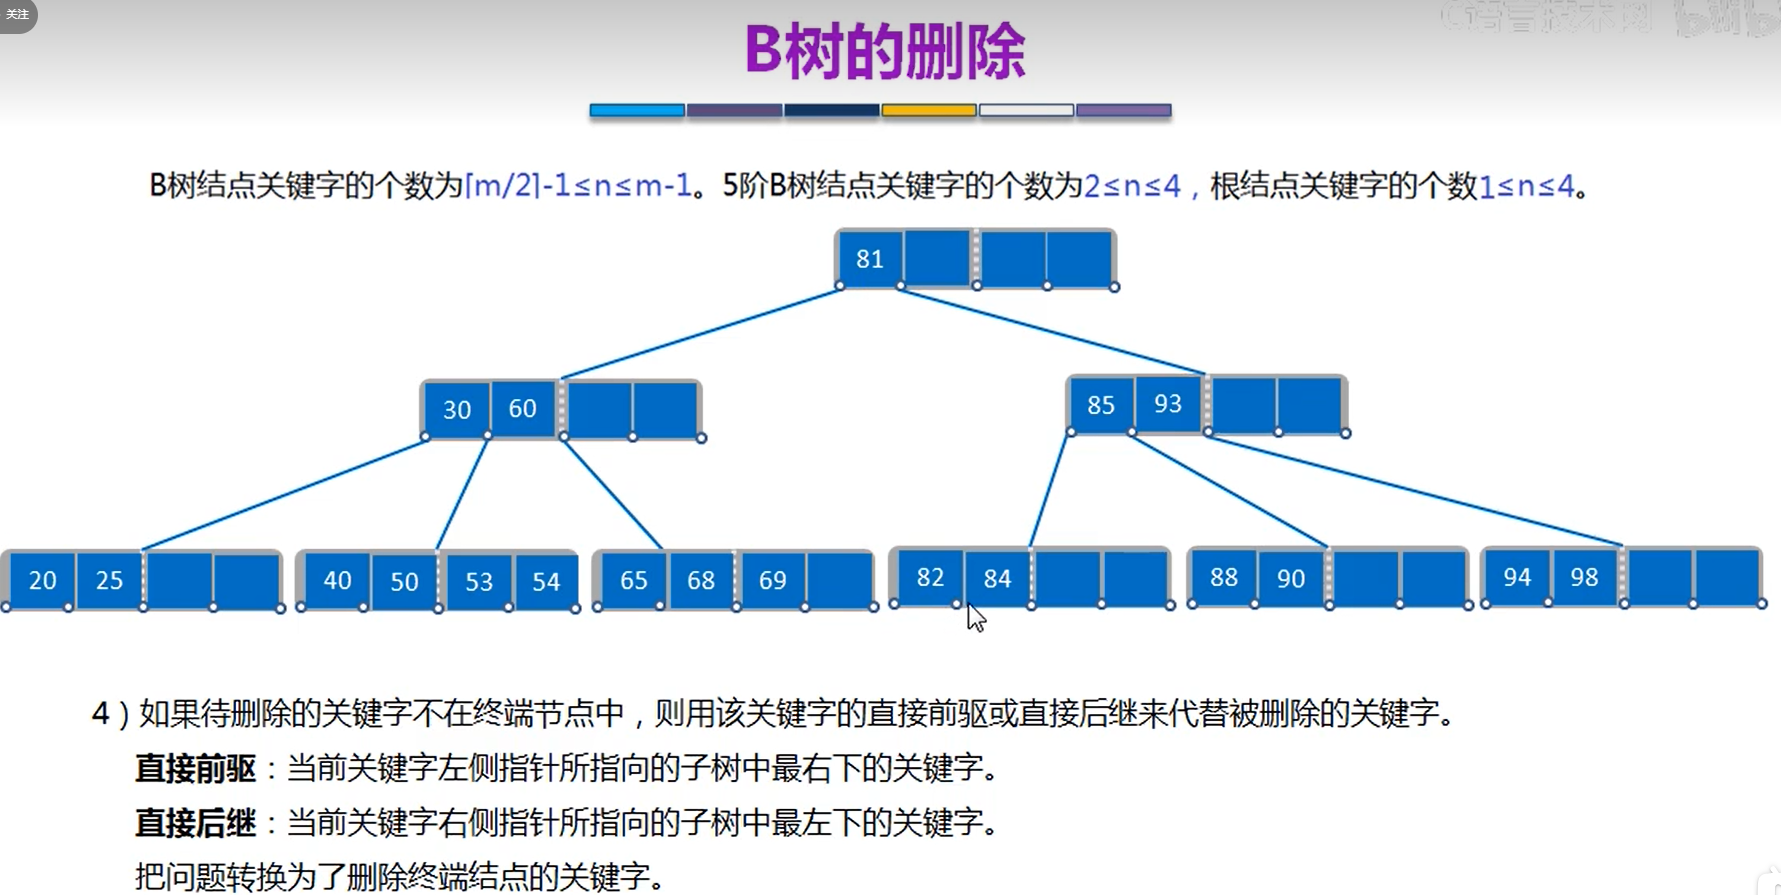 关注
B树的删除
B树结点关键字的个数为⌈m/2⌉-1≤n≤m-1。5阶B树结点关键字的个数为2≤n≤4，根结点关键字的个数1≤n≤4。
81
30 60
85 93
20 25
40 50 53 54
65 68 69
82 84
88 90
94 98
4）如果待删除的关键字不在终端节点中，则用该关键字的直接前驱或直接后继来代替被删除的关键字。
直接前驱：当前关键字左侧指针所指向的子树中最右下的关键字。
直接后继：当前关键字右侧指针所指向的子树中最左下的关键字。
把问题转换为了删除终端结点的关键字。